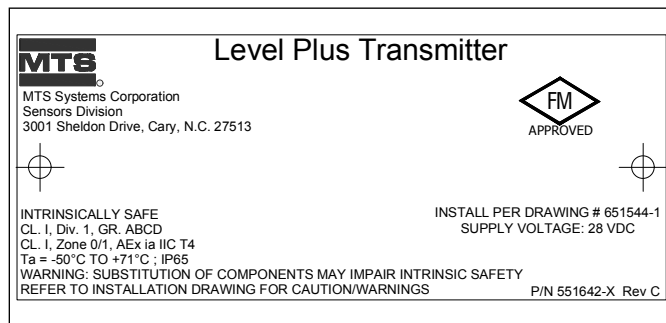 MTS
Level Plus Transmitter
MTS Systems Corporation
Sensors Division
3001 Sheldon Drive, Cary, N.C. 27513
FM
APPROVED
INTRINSICALLY SAFE
CL. I, Div. 1, GR. ABCD
CL. I, Zone 0/1, AEx ia IIC T4
Ta = -50°C TO +71°C ; IP65
INSTALL PER DRAWING # 651544-1
SUPPLY VOLTAGE: 28 VDC
WARNING: SUBSTITUTION OF COMPONENTS MAY IMPAIR INTRINSIC SAFETY
REFER TO INSTALLATION DRAWING FOR CAUTION/WARNINGS
P/N 551642-X Rev C